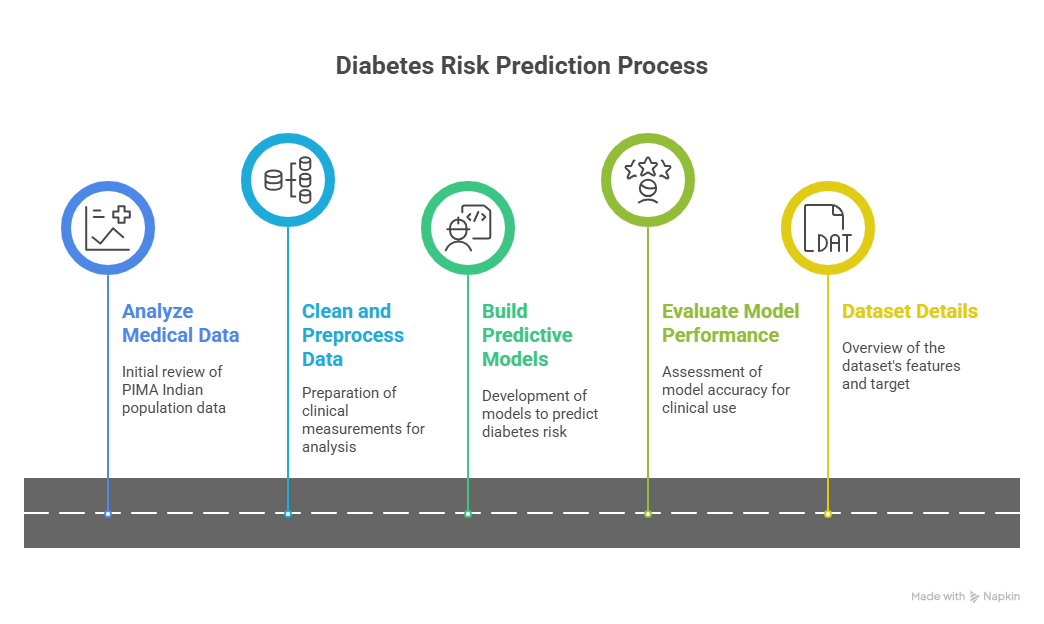 Diabetes Risk Prediction Process
</>
DAT
Analyze
Medical Data
Initial review of
PIMA Indian
population data
Clean and
Preprocess
Data
Preparation of
clinical
measurements for
analysis
Build
Predictive
Models
Development of
models to predict
diabetes risk
Evaluate Model
Performance
Assessment of
model accuracy for
clinical use
Dataset Details
Overview of the
dataset's features
and target
Made with Napkin